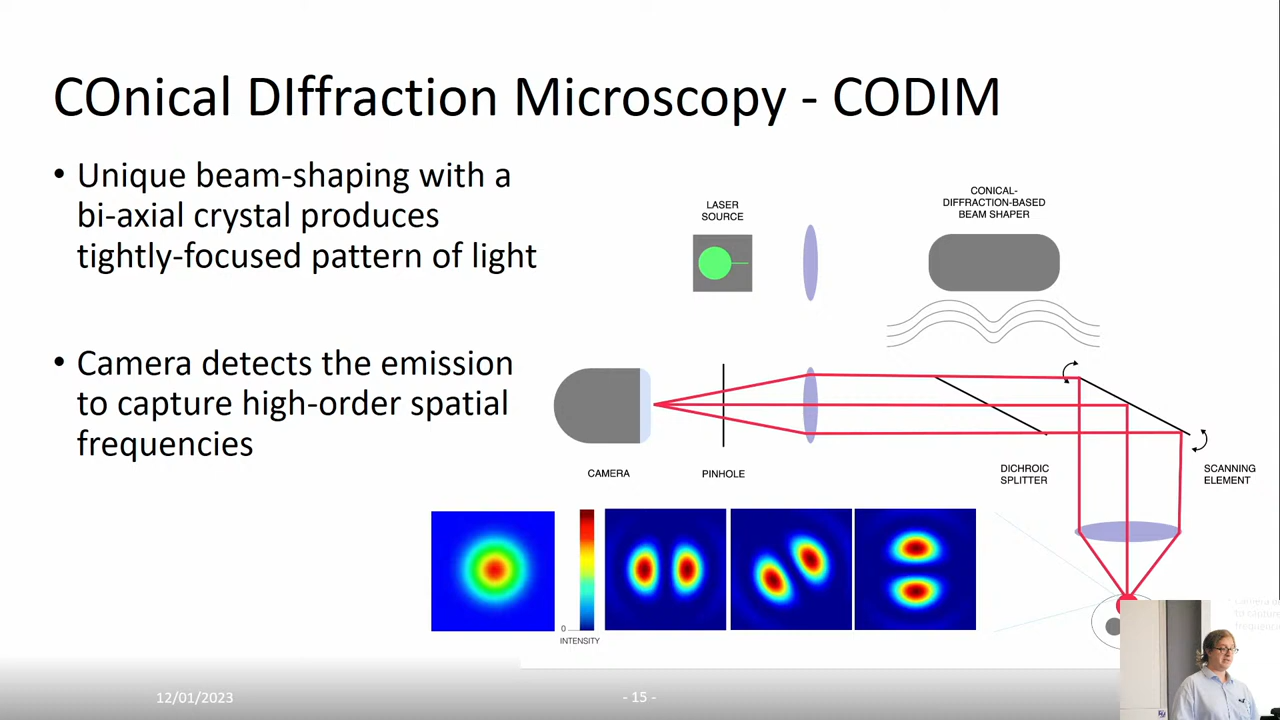 COnical DIffraction Microscopy - CODIM
• Unique beam-shaping with a
bi-axial crystal produces
tightly-focused pattern of light
• Camera detects the emission
to capture high-order spatial
frequencies
LASER
SOURCE
CONICAL-
DIFFRACTION-BASED
BEAM SHAPER
CAMERA
PINHOLE
DICHROIC
SPLITTER
SCANNING
ELEMENT
0
INTENSITY
12/01/2023
- 15 -